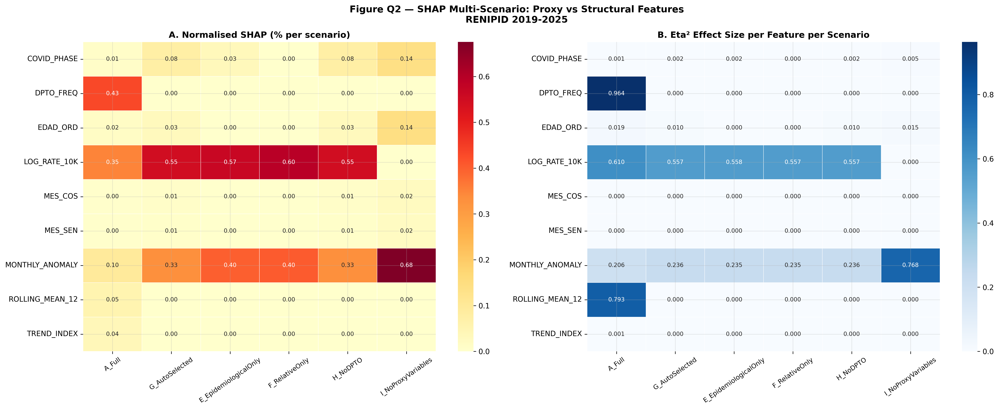 Figure Q2 — SHAP Multi-Scenario: Proxy vs Structural Features
RENIPID 2019-2025
A. Normalised SHAP (% per scenario)
COVID_PHASE 0.01 0.08 0.03 0.00 0.08 0.14
DPTO_FREQ 0.43 0.00 0.00 0.00 0.00 0.00
EDAD_ORD 0.02 0.03 0.00 0.00 0.03 0.14
LOG_RATE_10K 0.35 0.55 0.57 0.60 0.55 0.00
MES_COS 0.00 0.01 0.00 0.00 0.01 0.02
MES_SEN 0.00 0.01 0.00 0.00 0.01 0.02
MONTHLY_ANOMALY 0.10 0.33 0.40 0.40 0.33 0.68
ROLLING_MEAN_12 0.05 0.00 0.00 0.00 0.00 0.00
TREND_INDEX 0.04 0.00 0.00 0.00 0.00 0.00
A_Full G_AutoSelected E_EpidemiologicalOnly F_RelativeOnly H_NoDPTO I_NoProxyVariables
0.6
0.5
0.4
0.3
0.2
0.1
0.0
B. Eta² Effect Size per Feature per Scenario
COVID_PHASE 0.001 0.002 0.002 0.000 0.002 0.005
DPTO_FREQ 0.964 0.000 0.000 0.000 0.000 0.000
EDAD_ORD 0.019 0.010 0.000 0.000 0.010 0.015
LOG_RATE_10K 0.610 0.557 0.558 0.557 0.557 0.000
MES_COS 0.000 0.000 0.000 0.000 0.000 0.000
MES_SEN 0.000 0.000 0.000 0.000 0.000 0.000
MONTHLY_ANOMALY 0.206 0.236 0.235 0.235 0.236 0.768
ROLLING_MEAN_12 0.793 0.000 0.000 0.000 0.000 0.000
TREND_INDEX 0.001 0.000 0.000 0.000 0.000 0.000
A_Full G_AutoSelected E_EpidemiologicalOnly F_RelativeOnly H_NoDPTO I_NoProxyVariables
0.8
0.6
0.4
0.2
0.0